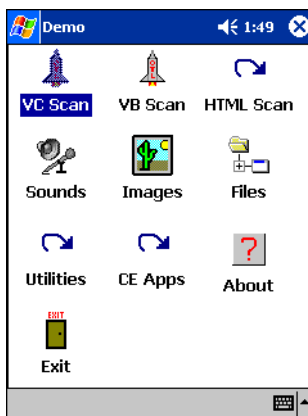 Demo 1:49
VC Scan VB Scan HTML Scan
Sounds Images Files
Utilities CE Apps About
EXIT
Exit